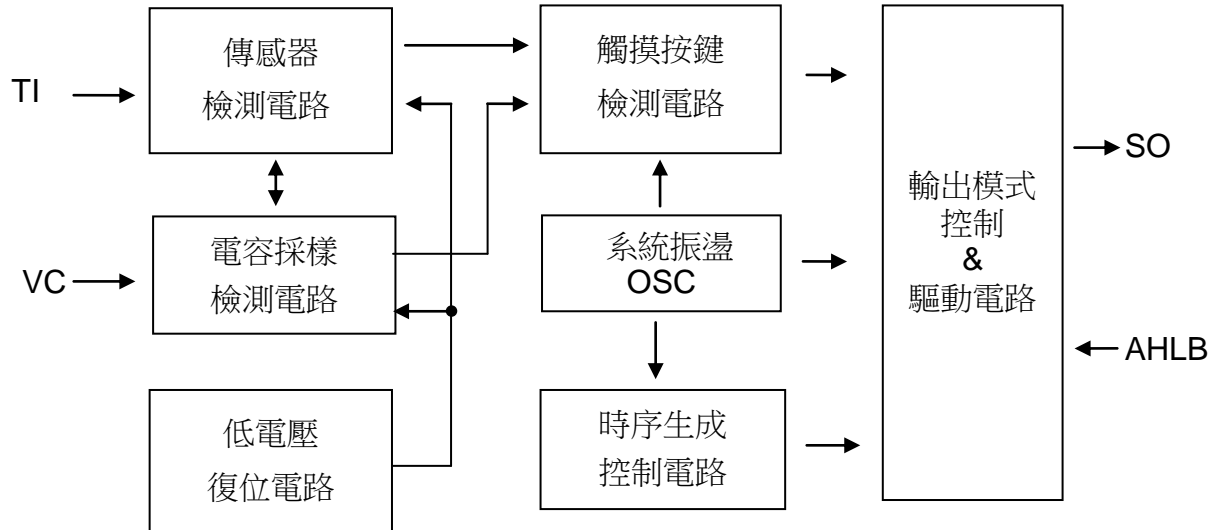 傳感器
檢測電路
TI
觸摸按鍵
檢測電路
電容採樣
檢測電路
VC
系統振盪
OSC
低電壓
復位電路
時序生成
控制電路
輸出模式
控制
&
驅動電路
SO
AHLB